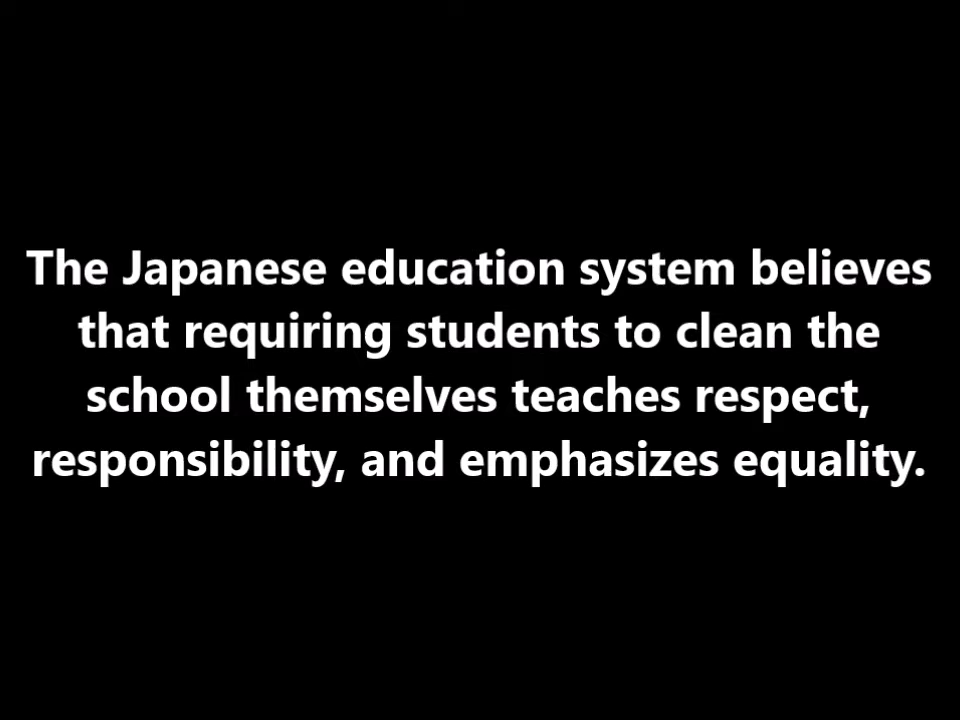 The Japanese education system believes
that requiring students to clean the
school themselves teaches respect,
responsibility, and emphasizes equality.